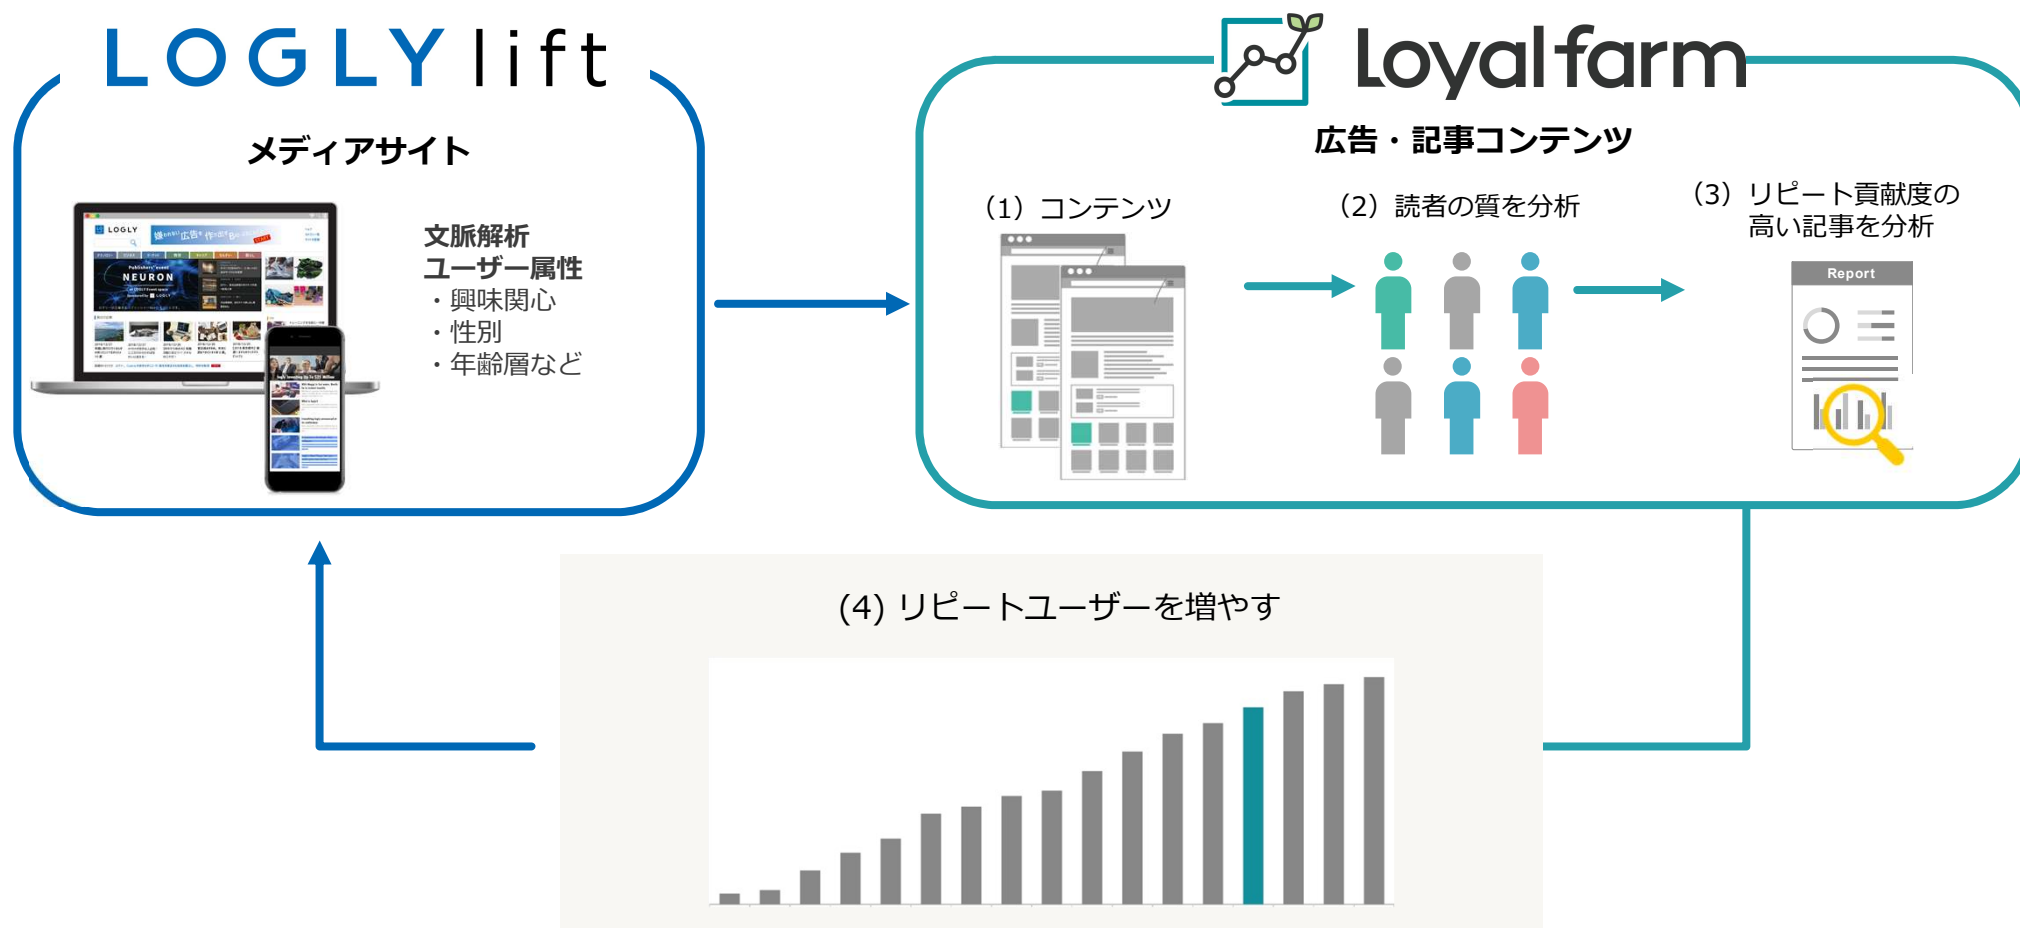 LOGLY lift
メディアサイト
文脈解析
ユーザー属性
・興味関心
・性別
・年齢層など
LOGLY
Publishers' event
NEURON
Loyalfarm
広告・記事コンテンツ
（1）コンテンツ
（2）読者の質を分析
（3）リピート貢献度の
高い記事を分析
Report
(4) リピートユーザーを増やす